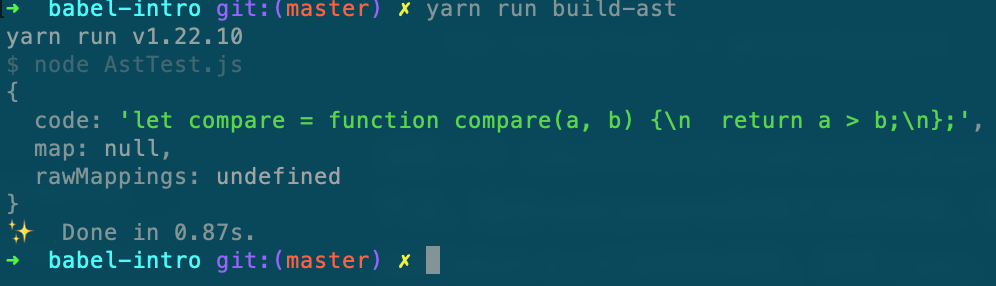 → babel-intro git:(master) ✗ yarn run build-ast
yarn run v1.22.10
$ node AstTest.js
{
  code: 'let compare = function compare(a, b) {\n  return a > b;\n};',
  map: null,
  rawMappings: undefined
}
✨  Done in 0.87s.
→ babel-intro git:(master) ✗